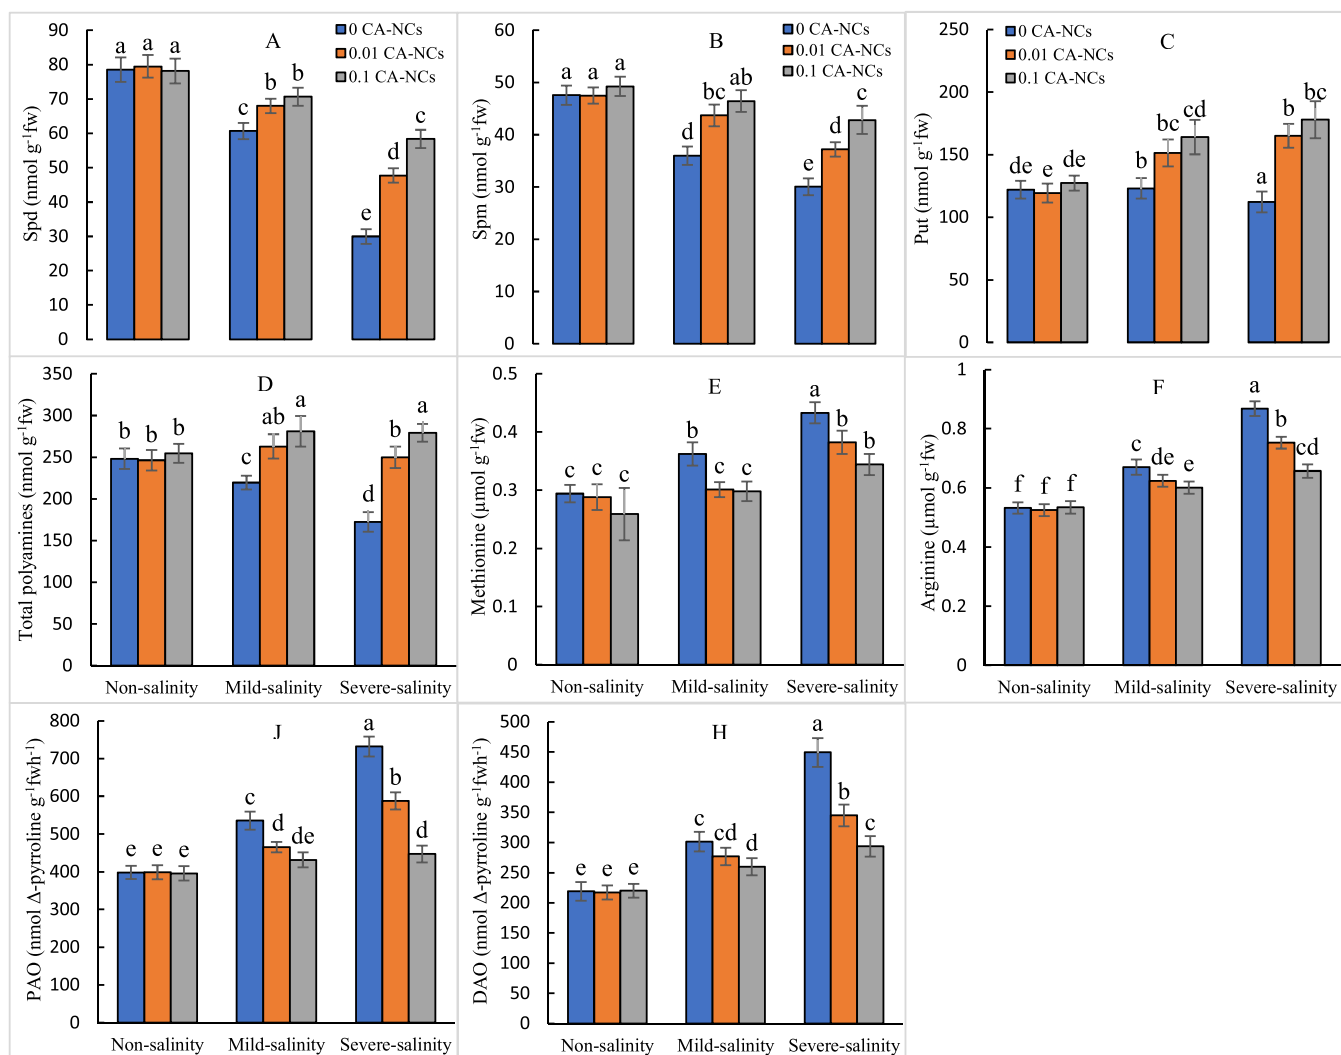 A
0 CA-NCs
0.01 CA-NCs
0.1 CA-NCs
Spd (nmol g⁻¹fw)
90
80
70
60
50
40
30
20
10
0
a a a
c b b
e d c
B
0 CA-NCs
0.01 CA-NCs
0.1 CA-NCs
Spm (nmol g⁻¹fw)
60
50
40
30
20
10
0
a a a
d bc ab
e d c
C
0 CA-NCs
0.01 CA-NCs
0.1 CA-NCs
Put (nmol g⁻¹fw)
250
200
150
100
50
0
de e de
b bc cd
a b bc
D
Total polyamines (nmol g⁻¹fw)
350
300
250
200
150
100
50
0
b b b
c ab a
d b a
Non-salinity Mild-salinity Severe-salinity
E
Methionine (µmol g⁻¹fw)
0.5
0.4
0.3
0.2
0.1
0
c c c
b c c
a b b
Non-salinity Mild-salinity Severe-salinity
F
Arginine (µmol g⁻¹fw)
1
0.8
0.6
0.4
0.2
0
f f f
c de e
a b cd
Non-salinity Mild-salinity Severe-salinity
J
PAO (nmol Δ-pyrroline g⁻¹fwh⁻¹)
800
700
600
500
400
300
200
100
0
e e e
c d de
a b d
Non-salinity Mild-salinity Severe-salinity
H
DAO (nmol Δ-pyrroline g⁻¹fwh⁻¹)
500
450
400
350
300
250
200
150
100
50
0
e e e
c cd d
a b c
Non-salinity Mild-salinity Severe-salinity